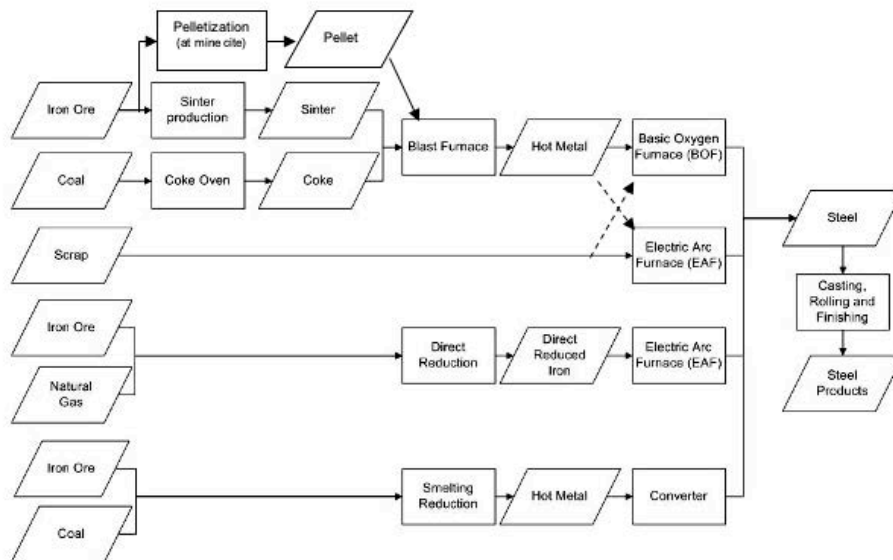 Pelletization
(at mine cite)
Pellet
Iron Ore
Sinter
production
Sinter
Blast Furnace
Hot Metal
Basic Oxygen
Furnace (BOF)
Coal
Coke Oven
Coke
Steel
Scrap
Electric Arc
Furnace (EAF)
Casting,
Rolling and
Finishing
Iron Ore
Direct
Reduction
Direct
Reduced
Iron
Electric Arc
Furnace (EAF)
Natural
Gas
Steel
Products
Iron Ore
Smelting
Reduction
Hot Metal
Converter
Coal